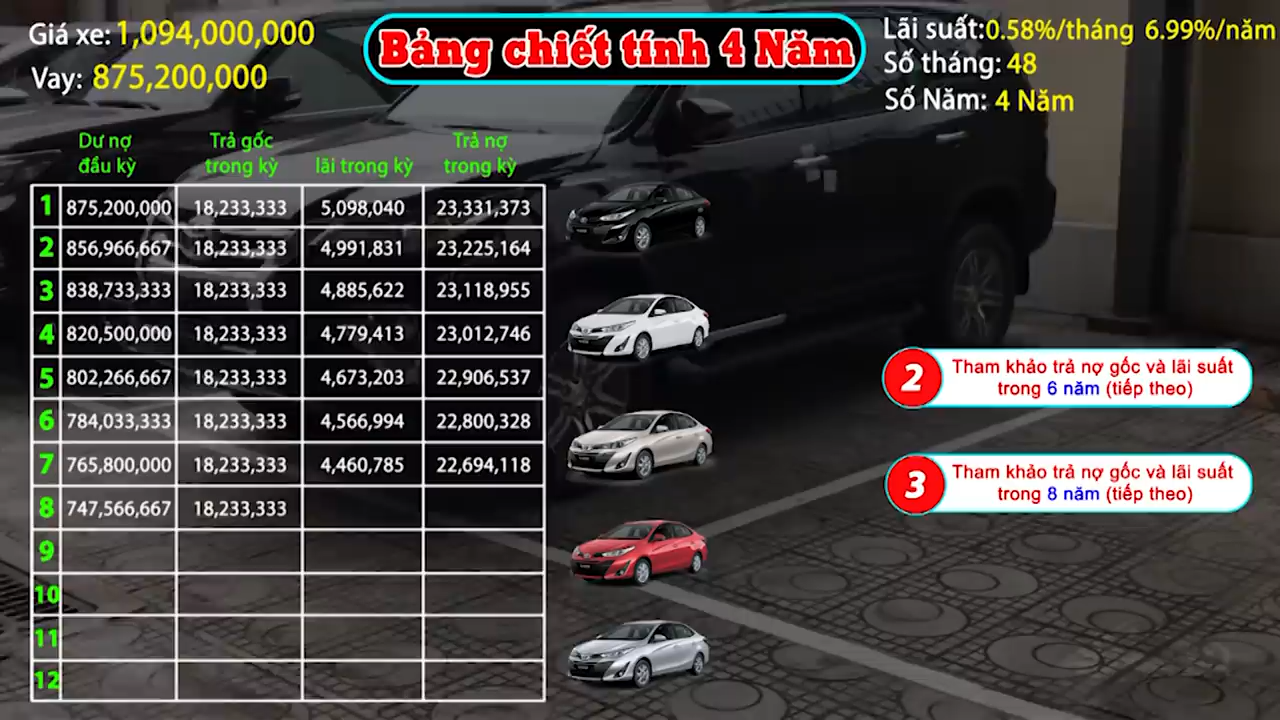 Giá xe: 1,094,000,000
Vay: 875,200,000
Bảng chiết tính 4 Năm
Lãi suất:0.58%/tháng 6.99%/năm
Số tháng: 48
Số Năm: 4 Năm
Dư nợ đầu kỳ Trả gốc trong kỳ lãi trong kỳ Trả nợ trong kỳ
1 875,200,000 18,233,333 5,098,040 23,331,373
2 856,966,667 18,233,333 4,991,831 23,225,164
3 838,733,333 18,233,333 4,885,622 23,118,955
4 820,500,000 18,233,333 4,779,413 23,012,746
5 802,266,667 18,233,333 4,673,203 22,906,537
6 784,033,333 18,233,333 4,566,994 22,800,328
7 765,800,000 18,233,333 4,460,785 22,694,118
8 747,566,667 18,233,333
9
10
11
12
2 Tham khảo trả nợ gốc và lãi suất
trong 6 năm (tiếp theo)
3 Tham khảo trả nợ gốc và lãi suất
trong 8 năm (tiếp theo)